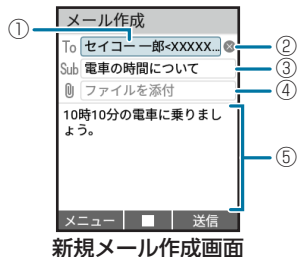 メール作成
①
To セイコー 一郎<XXXXX... ②
Sub 電車の時間について ③
ファイルを添付 ④
10時10分の電車に乗りまし
ょう。
⑤
メニュー 送信
新規メール作成画面